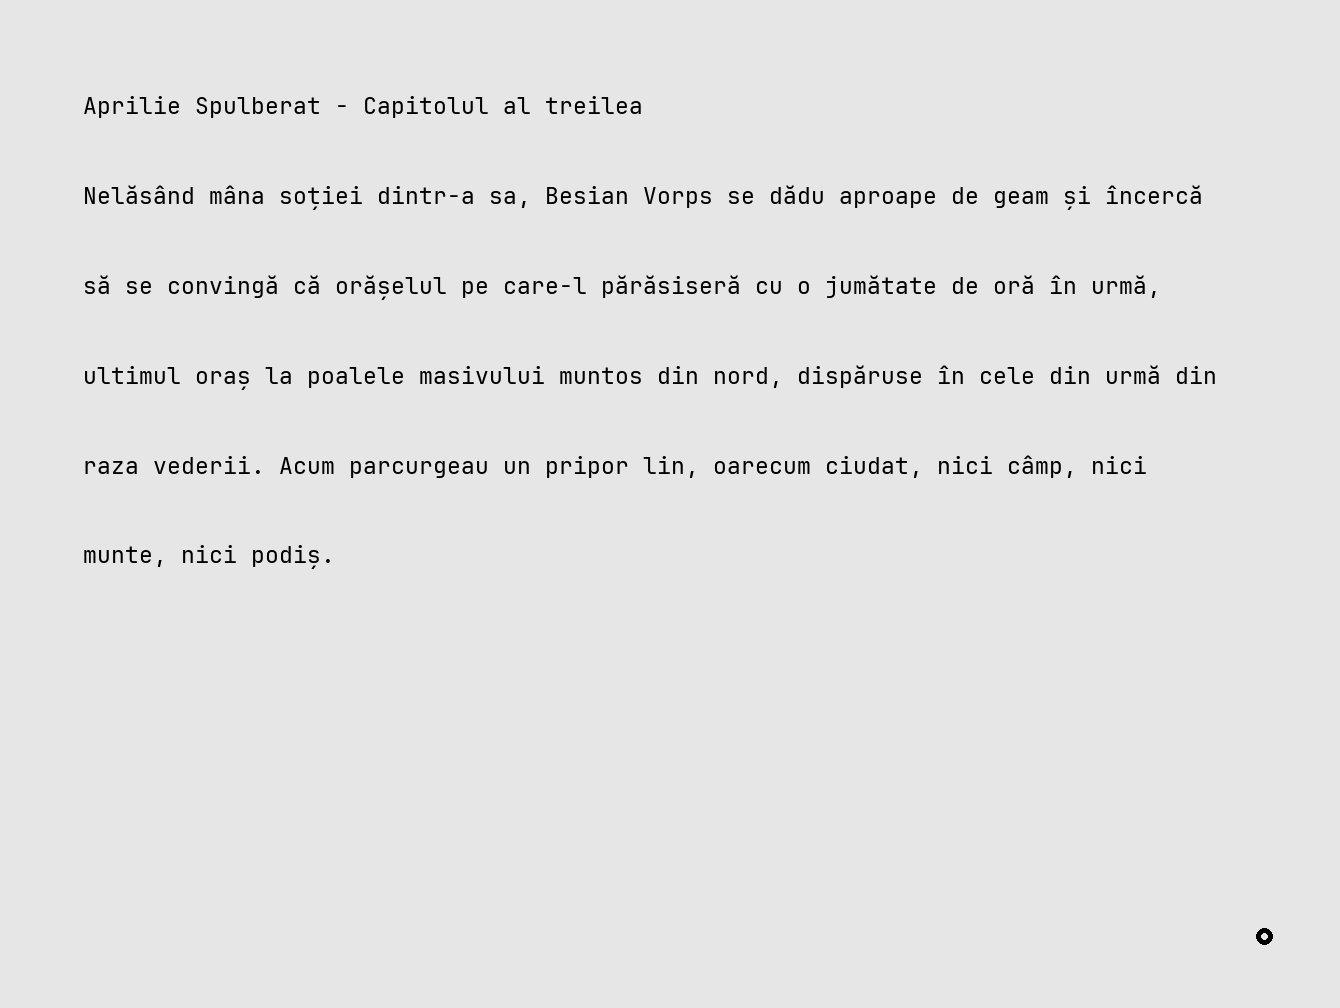 Aprilie Spulberat - Capitolul al treilea
Nelăsând mâna soției dintr-a sa, Besian Vorps se dădu aproape de geam și încercă
să se convingă că orășelul pe care-l părăsiseră cu o jumătate de oră în urmă,
ultimul oraș la poalele masivului muntos din nord, dispăruse în cele din urmă din
raza vederii. Acum parcurgeau un pripor lin, oarecum ciudat, nici câmp, nici
munte, nici podiș.